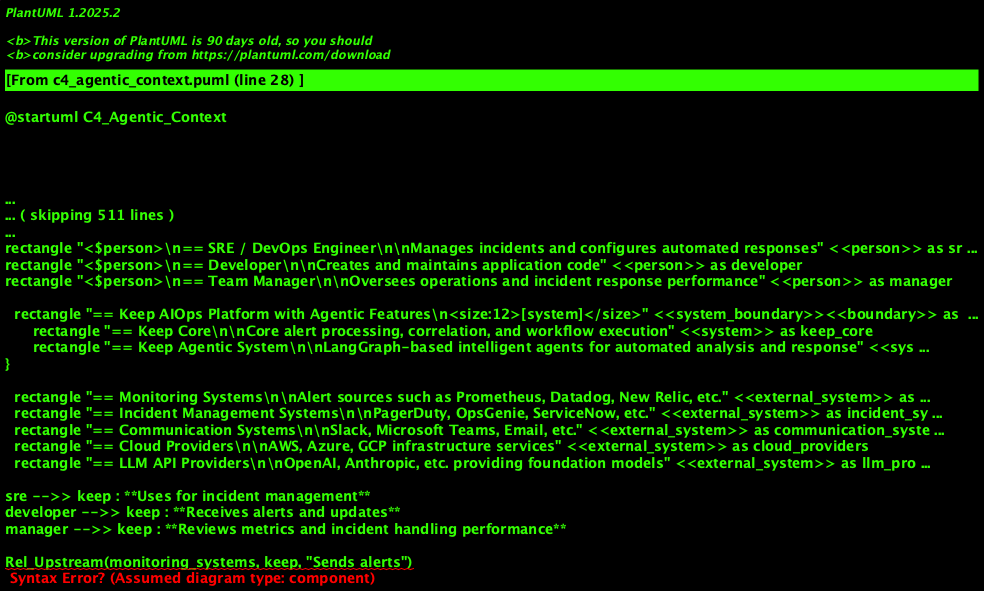 PlantUML 1.2025.2
<b>This version of PlantUML is 90 days old, so you should
<b>consider upgrading from https://plantuml.com/download
[From c4_agentic_context.puml (line 28) ]
@startuml C4_Agentic_Context
...
... ( skipping 511 lines )
...
rectangle "<$person>\n== SRE / DevOps Engineer\n\nManages incidents and configures automated responses" <<person>> as sr ...
rectangle "<$person>\n== Developer\n\nCreates and maintains application code" <<person>> as developer
rectangle "<$person>\n== Team Manager\n\nOversees operations and incident response performance" <<person>> as manager
rectangle "== Keep AIOps Platform with Agentic Features\n<size:12>[system]</size>" <<system_boundary>><<boundary>> as ...
rectangle "== Keep Core\n\nCore alert processing, correlation, and workflow execution" <<system>> as keep_core
rectangle "== Keep Agentic System\n\nLangGraph-based intelligent agents for automated analysis and response" <<sys ...
}
rectangle "== Monitoring Systems\n\nAlert sources such as Prometheus, Datadog, New Relic, etc." <<external_system>> as ...
rectangle "== Incident Management Systems\n\nPagerDuty, OpsGenie, ServiceNow, etc." <<external_system>> as incident_sy ...
rectangle "== Communication Systems\n\nSlack, Microsoft Teams, Email, etc." <<external_system>> as communication_syste ...
rectangle "== Cloud Providers\n\nAWS, Azure, GCP infrastructure services" <<external_system>> as cloud_providers
rectangle "== LLM API Providers\n\nOpenAI, Anthropic, etc. providing foundation models" <<external_system>> as llm_pro ...
sre -->> keep : **Uses for incident management**
developer -->> keep : **Receives alerts and updates**
manager -->> keep : **Reviews metrics and incident handling performance**
Rel_Upstream(monitoring_systems, keep, "Sends alerts")
Syntax Error? (Assumed diagram type: component)